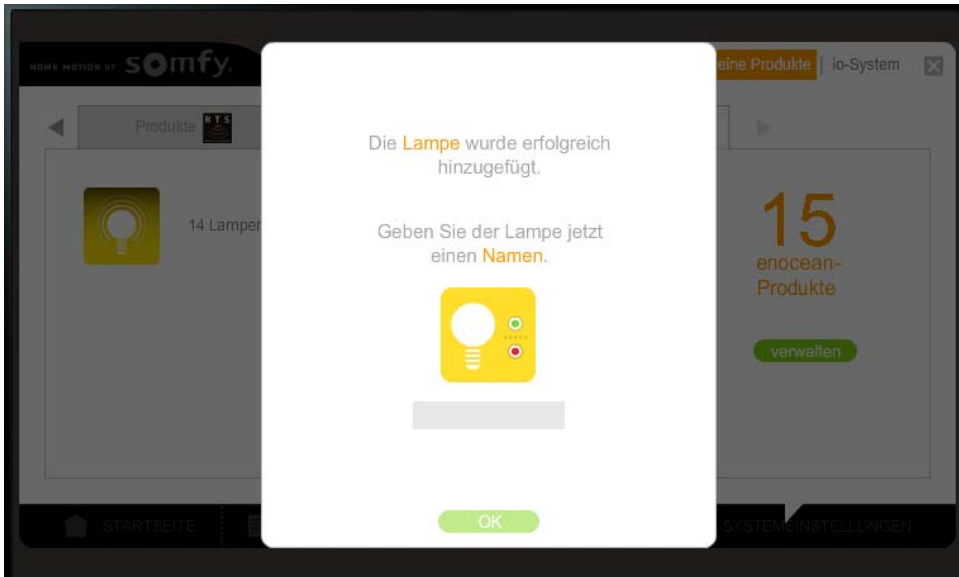 HOME MOTION BY somfy.
eine Produkte | io-System
Produkte RTS
14 Lampen
Die Lampe wurde erfolgreich
hinzugefügt.
Geben Sie der Lampe jetzt
einen Namen.
OK
15
enocean-
Produkte
verwalten
STARTSEITE
SYSTEMEINSTELLUNGEN